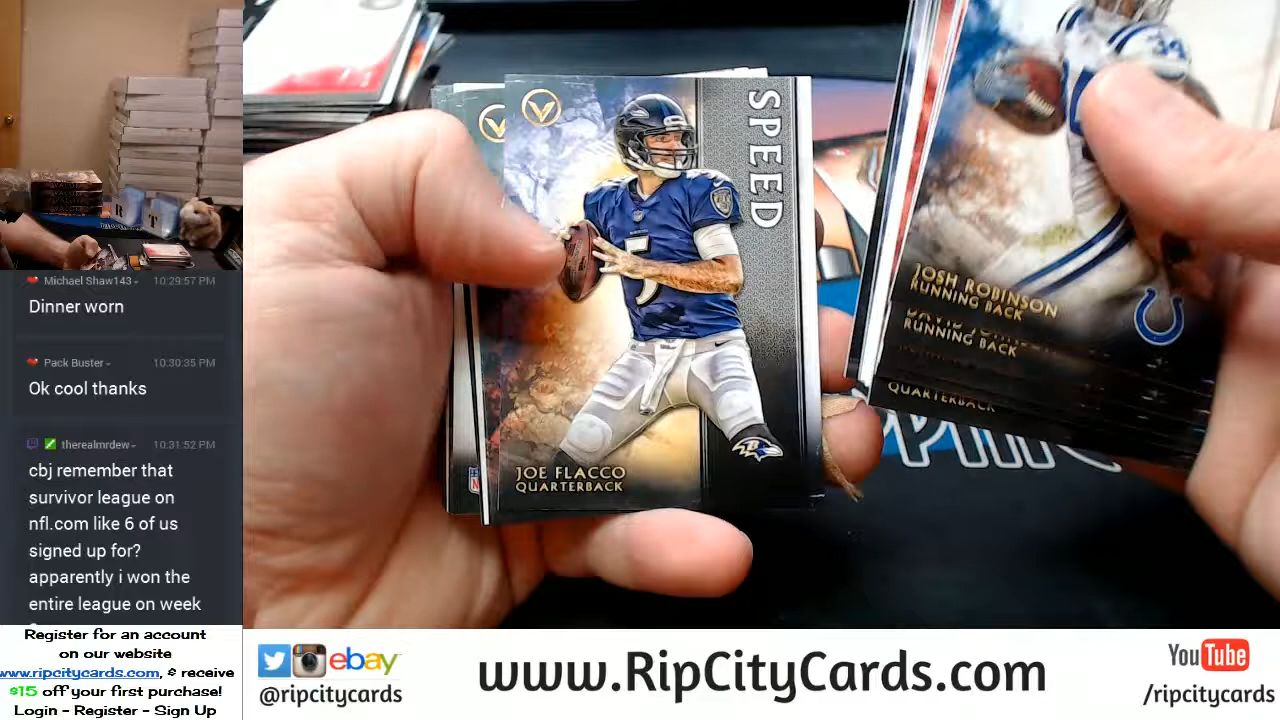 Michael Shaw143
10:29:57 PM
Dinner worn
Pack Buster
10:30:35 PM
Ok cool thanks
therealmrdew
10:31:52 PM
cbj remember that
survivor league on
nfl.com like 6 of us
signed up for?
apparently i won the
entire league on week
Register for an account
on our website
www.ripcitycards.com, & receive
$15 off your first purchase!
Login - Register - Sign Up
SPEED
5
JOE FLACCO
QUARTERBACK
34
JOSH ROBINSON
RUNNING BACK
RUNNING BACK
QUARTERBACK
R
T
ebay
@ripcitycards
www.RipCityCards.com
YouTube
/ripcitycards